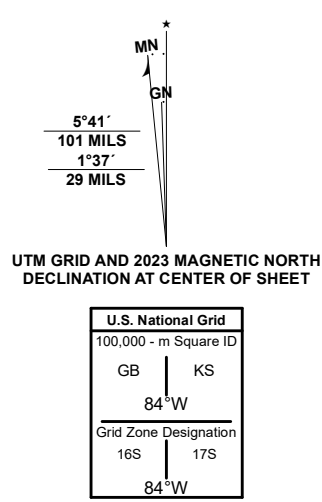 ★
MN
GN
5°41´
101 MILS
1°37´
29 MILS
UTM GRID AND 2023 MAGNETIC NORTH
DECLINATION AT CENTER OF SHEET
U.S. National Grid
100,000 - m Square ID
GB KS
84°W
Grid Zone Designation
16S 17S
84°W